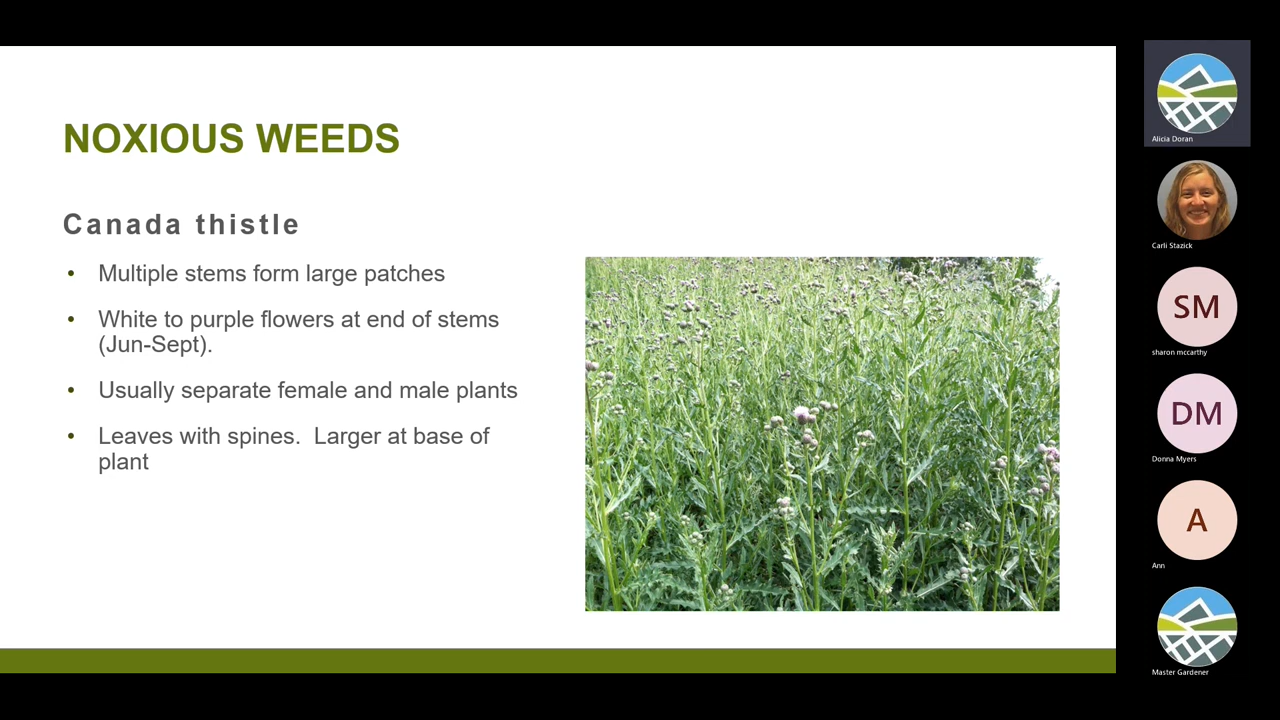 NOXIOUS WEEDS
Canada thistle
• Multiple stems form large patches
• White to purple flowers at end of stems
(Jun-Sept).
• Usually separate female and male plants
• Leaves with spines.  Larger at base of
plant
Alicia Doran
Carli Stazick
SM
sharon mccarthy
DM
Donna Myers
A
Ann
Master Gardener